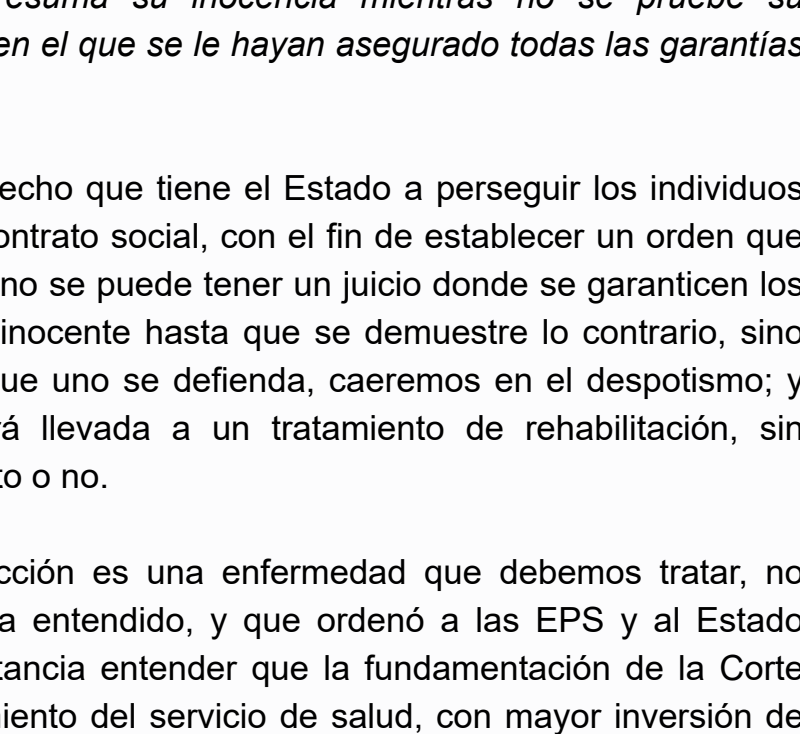 esuma su inocencia mientras no se pruebe su
en el que se le hayan asegurado todas las garantías
echo que tiene el Estado a perseguir los individuos
ontrato social, con el fin de establecer un orden que
no se puede tener un juicio donde se garanticen los
inocente hasta que se demuestre lo contrario, sino
ue uno se defienda, caeremos en el despotismo; y
á llevada a un tratamiento de rehabilitación, sin
to o no.
cción es una enfermedad que debemos tratar, no
a entendido, y que ordenó a las EPS y al Estado
tancia entender que la fundamentación de la Corte
iento del servicio de salud, con mayor inversión de